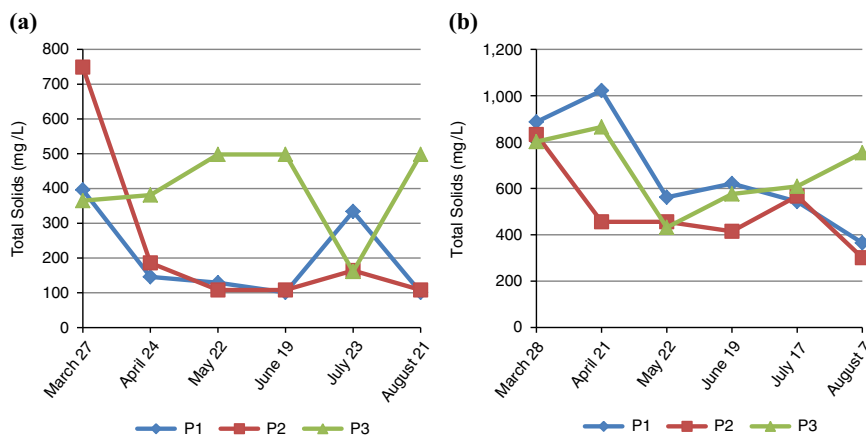 (a)
Total Solids (mg/L)
800
700
600
500
400
300
200
100
0
March 27
April 24
May 22
June 19
July 23
August 21
P1
P2
P3
(b)
Total Solids (mg/L)
1,200
1,000
800
600
400
200
0
March 28
April 21
May 22
June 19
July 17
August 7
P1
P2
P3